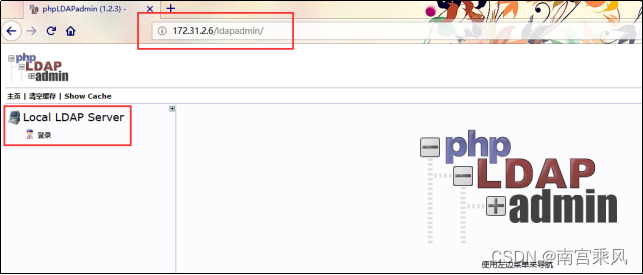 phpLDAPadmin (1.2.3) -
172.31.2.6/ldapadmin/
php
LDAP
admin
主页 | 清空缓存 | Show Cache
Local LDAP Server
登录
php
LDAP
admin
使用左边菜单来导航
CSDN @南宫乘风